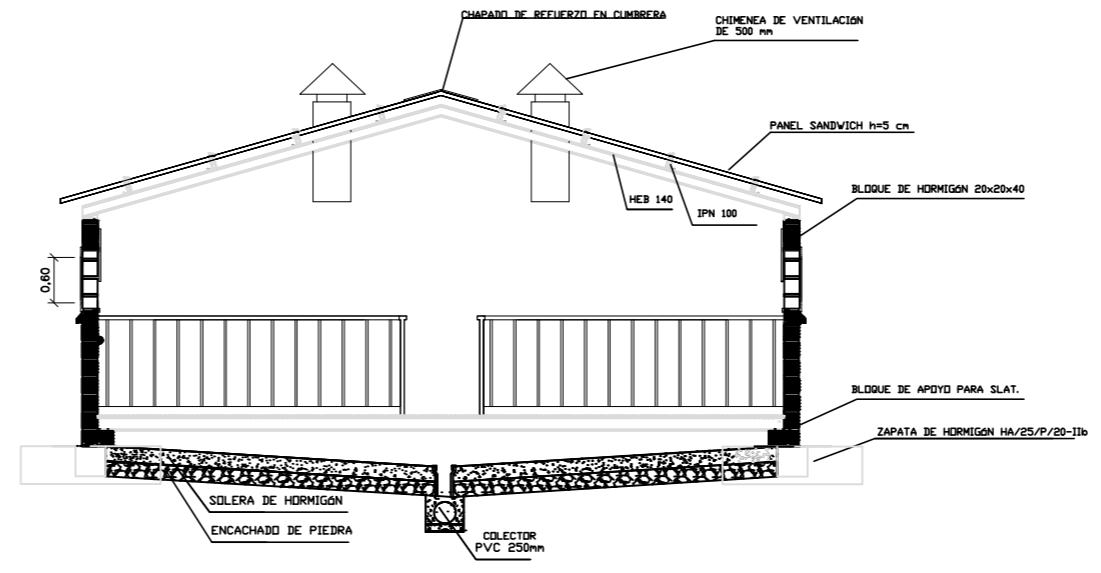 CHAPADO DE REFUERZO EN CUMBRERA
CHIMENEA DE VENTILACIóN
DE 500 mm
PANEL SANDWICH h=5 cm
BLOQUE DE HORMIGóN 20x20x40
HEB 140
IPN 100
0,60
BLOQUE DE APOYO PARA SLAT.
ZAPATA DE HORMIGóN HA/25/P/20-IIb
SOLERA DE HORMIGóN
ENCACHADO DE PIEDRA
COLECTOR
PVC 250mm